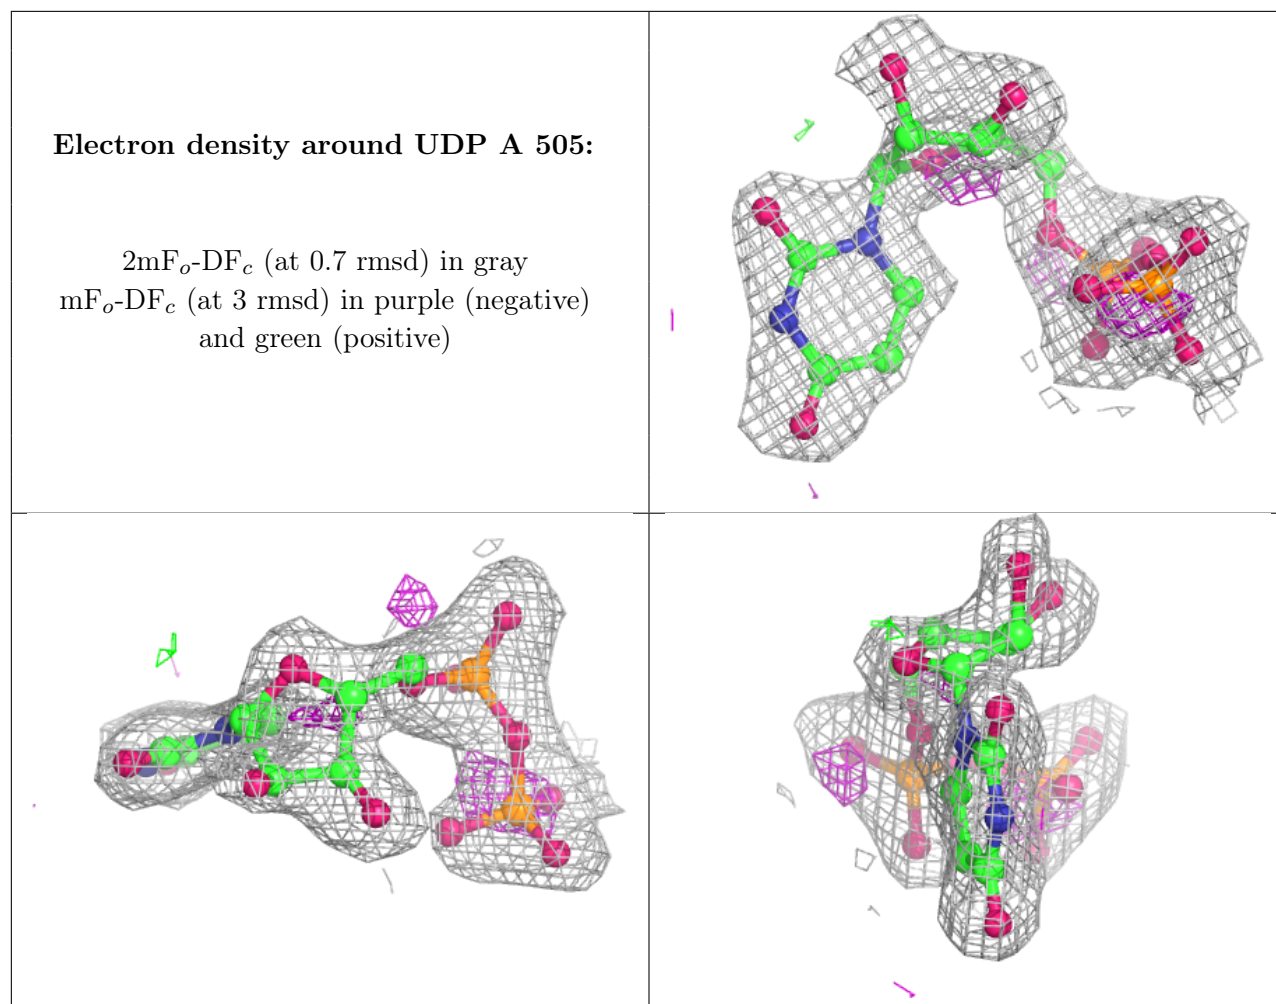 Electron density around UDP A 505:
2mFo-DFc (at 0.7 rmsd) in gray
mFo-DFc (at 3 rmsd) in purple (negative)
and green (positive)